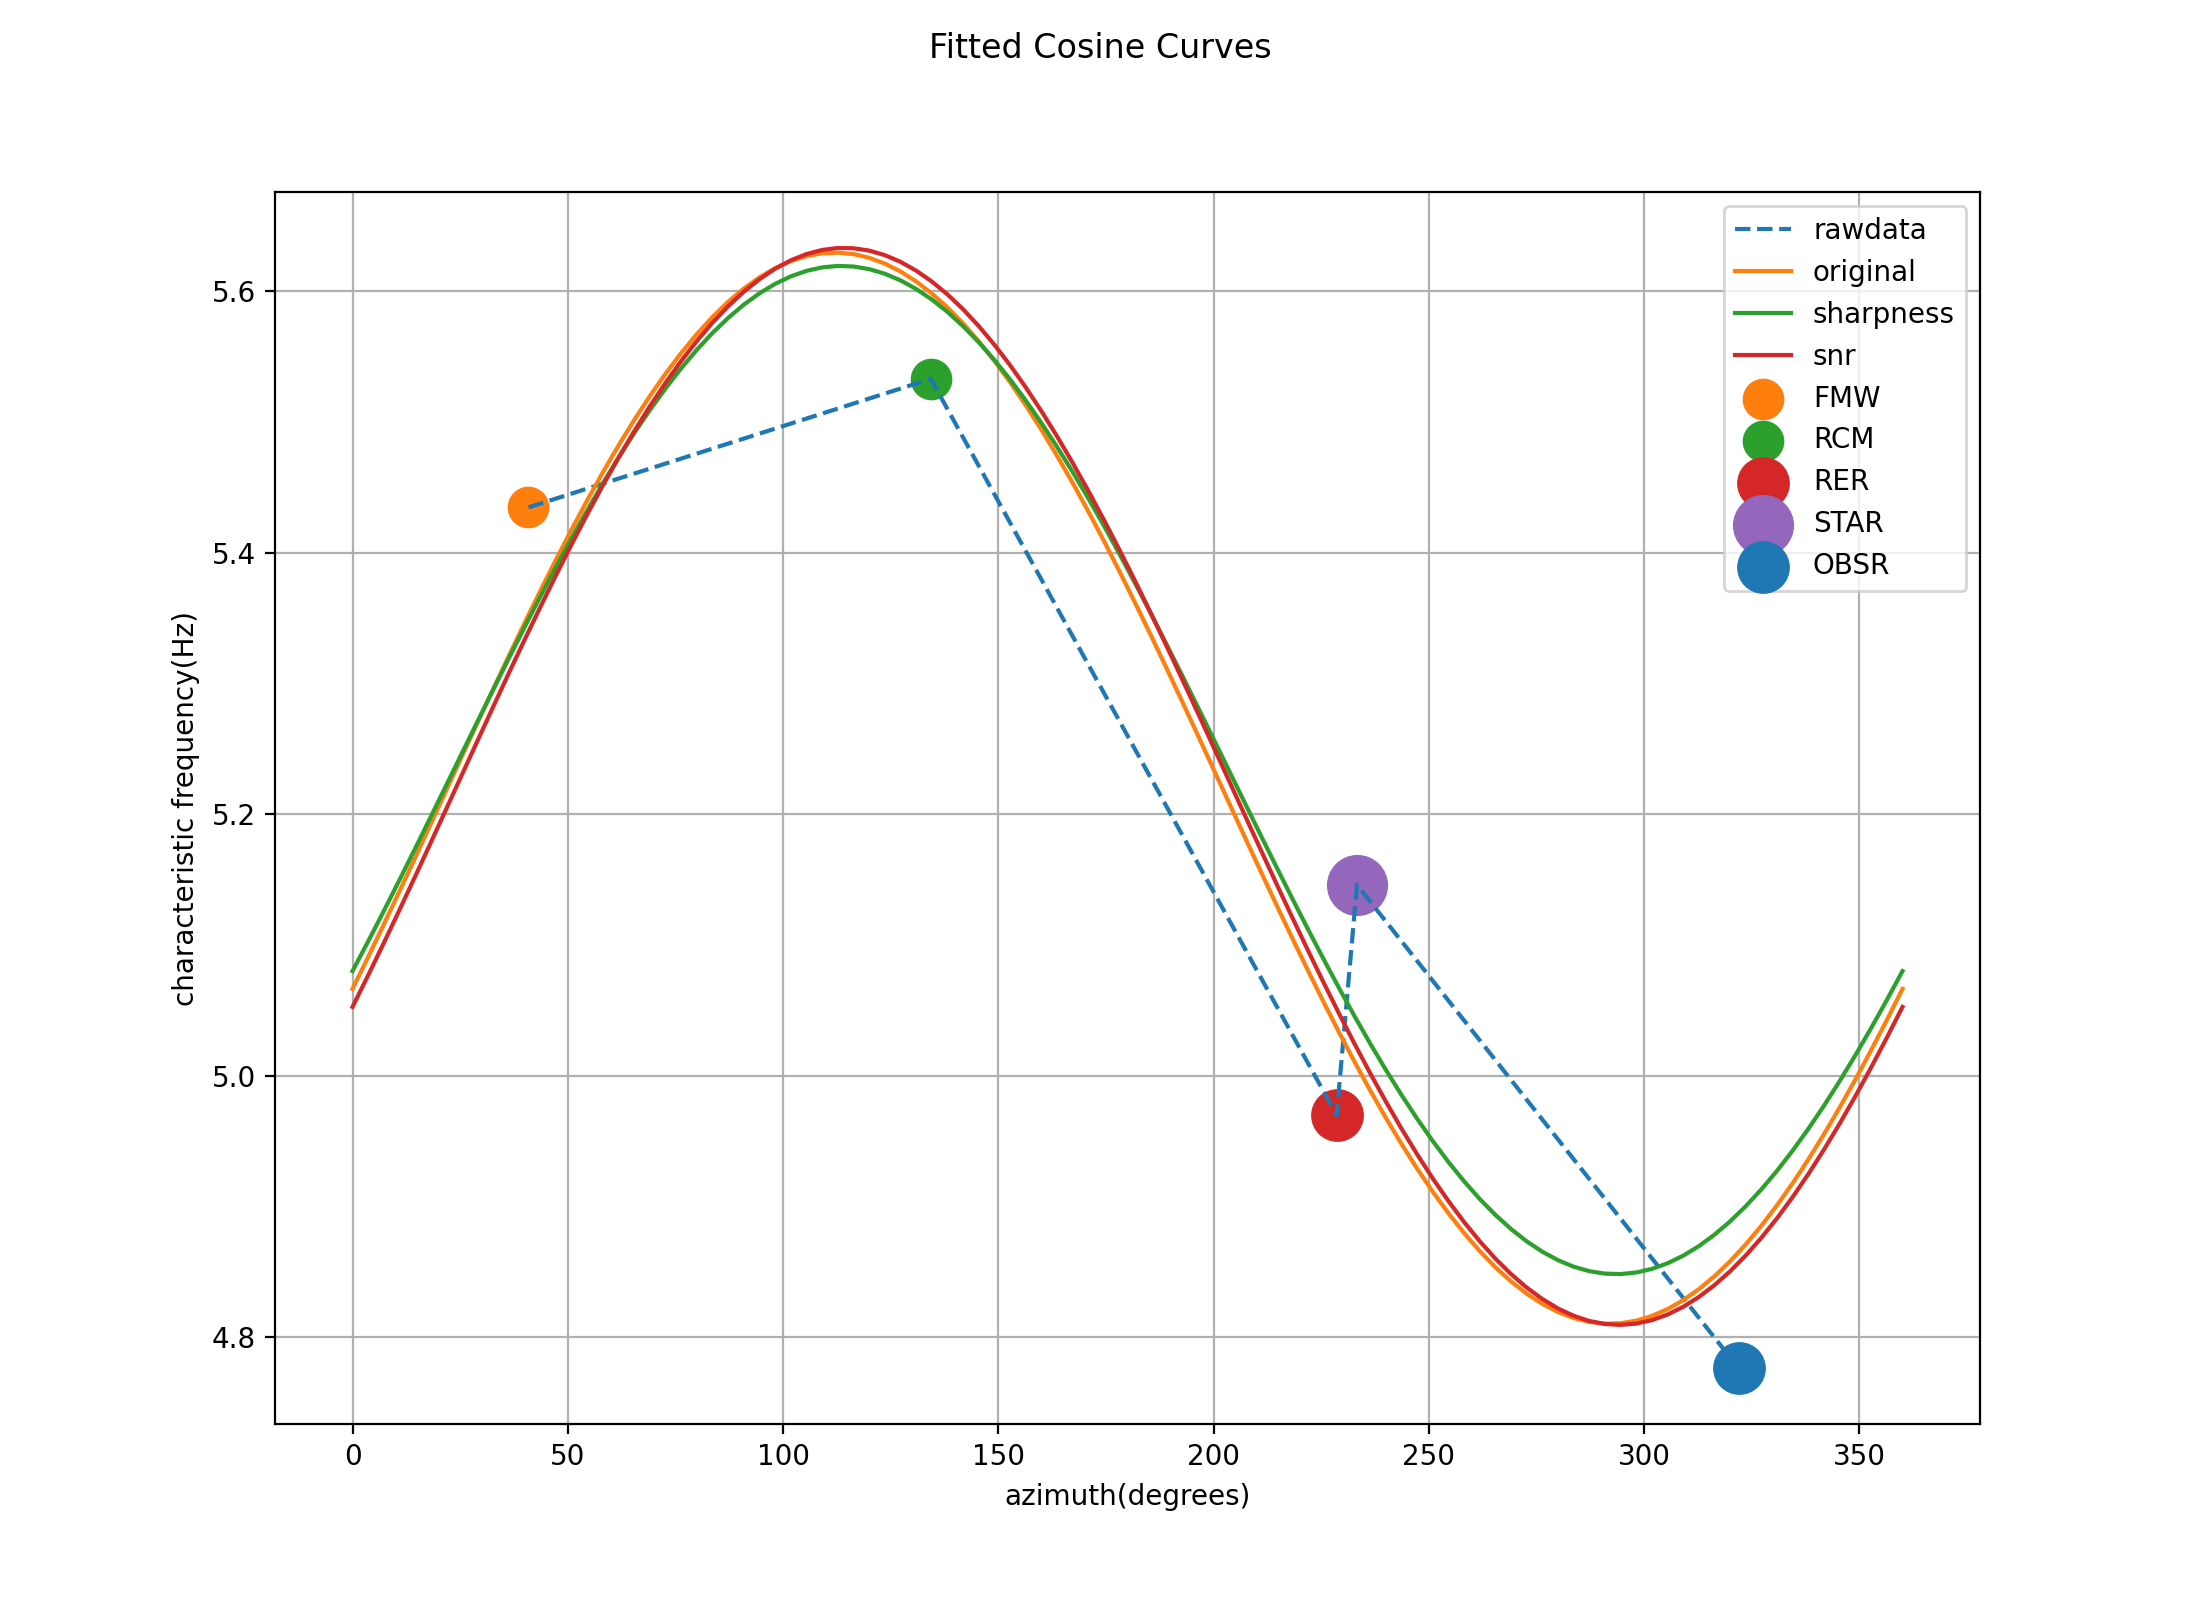 Fitted Cosine Curves
rawdata
original
sharpness
snr
FMW
RCM
RER
STAR
OBSR
characteristic frequency(Hz)
5.6
5.4
5.2
5.0
4.8
0 50 100 150 200 250 300 350
azimuth(degrees)